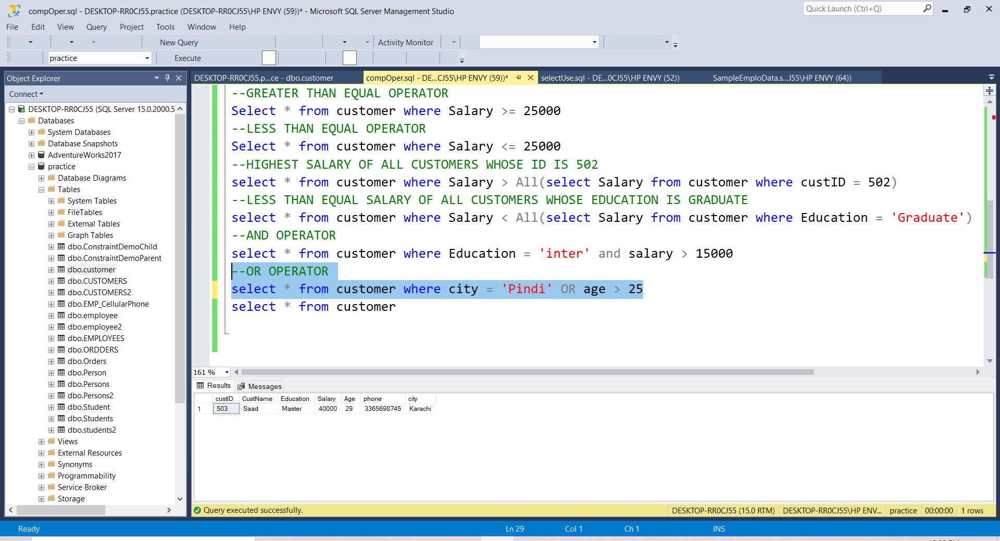 compOper.sql - DESKTOP-RR0CJ55.practice (DESKTOP-RR0CJ55\HP ENVY (59))* - Microsoft SQL Server Management Studio
Quick Launch (Ctrl+Q)
File Edit View Query Project Tools Window Help
New Query Activity Monitor
practice Execute
Object Explorer
Connect
DESKTOP-RR0CJ55 (SQL Server 15.0.2000.5
Databases
System Databases
Database Snapshots
AdventureWorks2017
practice
Database Diagrams
Tables
System Tables
FileTables
External Tables
Graph Tables
dbo.ConstraintDemoChild
dbo.ConstraintDemoParent
dbo.customer
dbo.CUSTOMERS
dbo.CUSTOMERS2
dbo.EMP_CellularPhone
dbo.employee
dbo.employee2
dbo.EMPLOYEES
dbo.ORDDERS
dbo.Orders
dbo.Person
dbo.Persons
dbo.Persons2
dbo.Student
dbo.Students
dbo.students2
Views
External Resources
Synonyms
Programmability
Service Broker
Storage
DESKTOP-RR0CJ55.p...ce - dbo.customer compOper.sql - DE...CJ55\HP ENVY (59))* selectUse.sql - DE...0CJ55\HP ENVY (52)) SampleEmploData.s...J55\HP ENVY (64))
--GREATER THAN EQUAL OPERATOR
Select * from customer where Salary >= 25000
--LESS THAN EQUAL OPERATOR
Select * from customer where Salary <= 25000
--HIGHEST SALARY OF ALL CUSTOMERS WHOSE ID IS 502
select * from customer where Salary > All(select Salary from customer where custID = 502)
--LESS THAN EQUAL SALARY OF ALL CUSTOMERS WHOSE EDUCATION IS GRADUATE
select * from customer where Salary < All(select Salary from customer where Education = 'Graduate')
--AND OPERATOR
select * from customer where Education = 'inter' and salary > 15000
--OR OPERATOR
select * from customer where city = 'Pindi' OR age > 25
select * from customer
161 %
Results Messages
custID CustName Education Salary Age phone city
1 503 Saad Master 40000 29 3365698745 Karachi
Query executed successfully. DESKTOP-RR0CJ55 (15.0 RTM) DESKTOP-RR0CJ55\HP ENV... practice 00:00:00 1 rows
Ready Ln 29 Col 1 Ch 1 INS